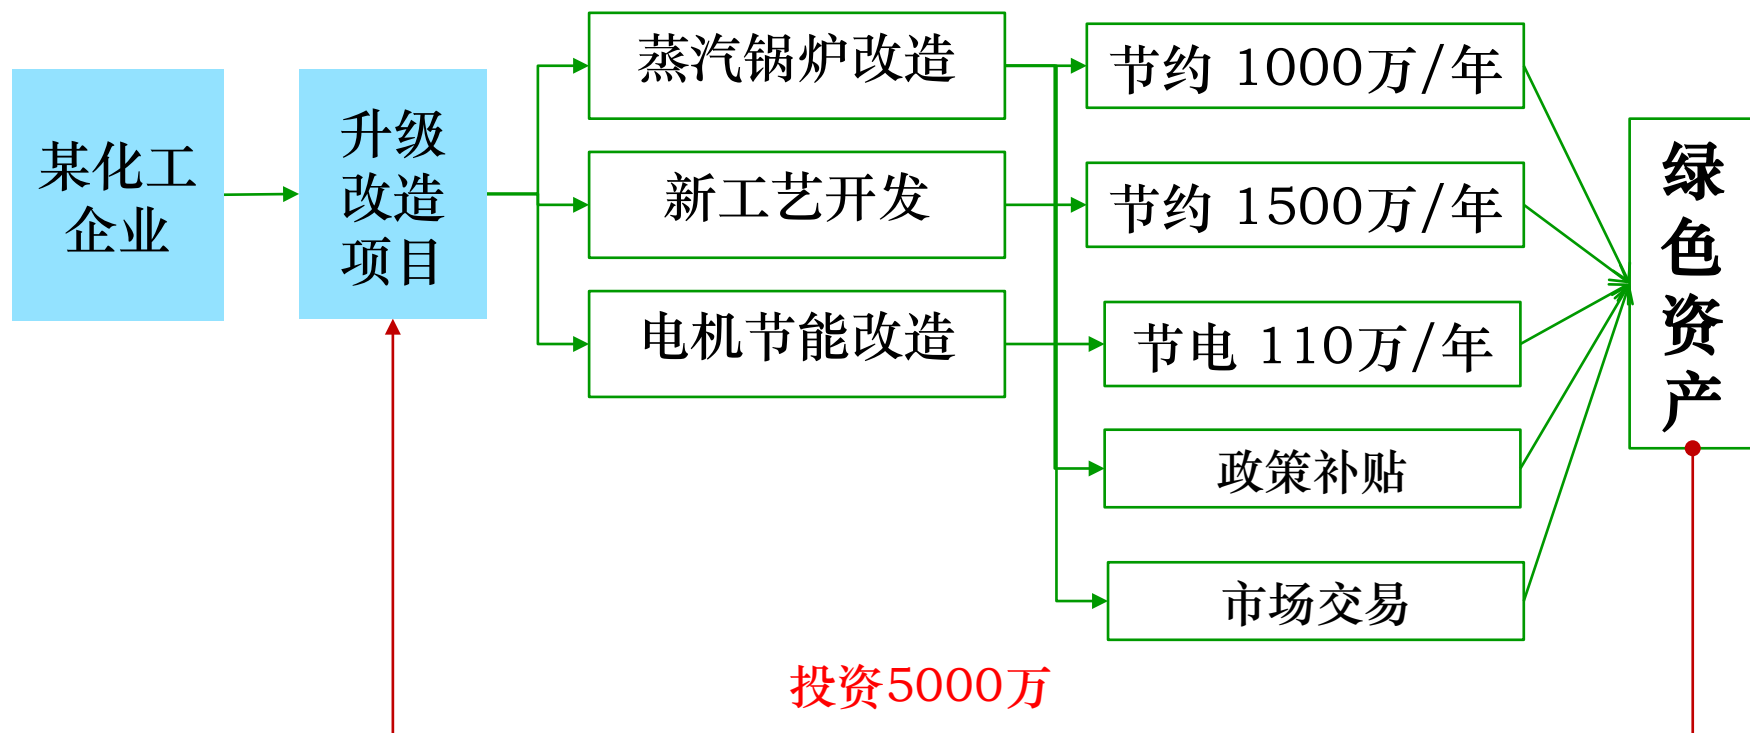 某化工
企业
升级
改造
项目
蒸汽锅炉改造
新工艺开发
电机节能改造
节约 1000万/年
节约 1500万/年
节电 110万/年
政策补贴
市场交易
绿
色
资
产
投资5000万